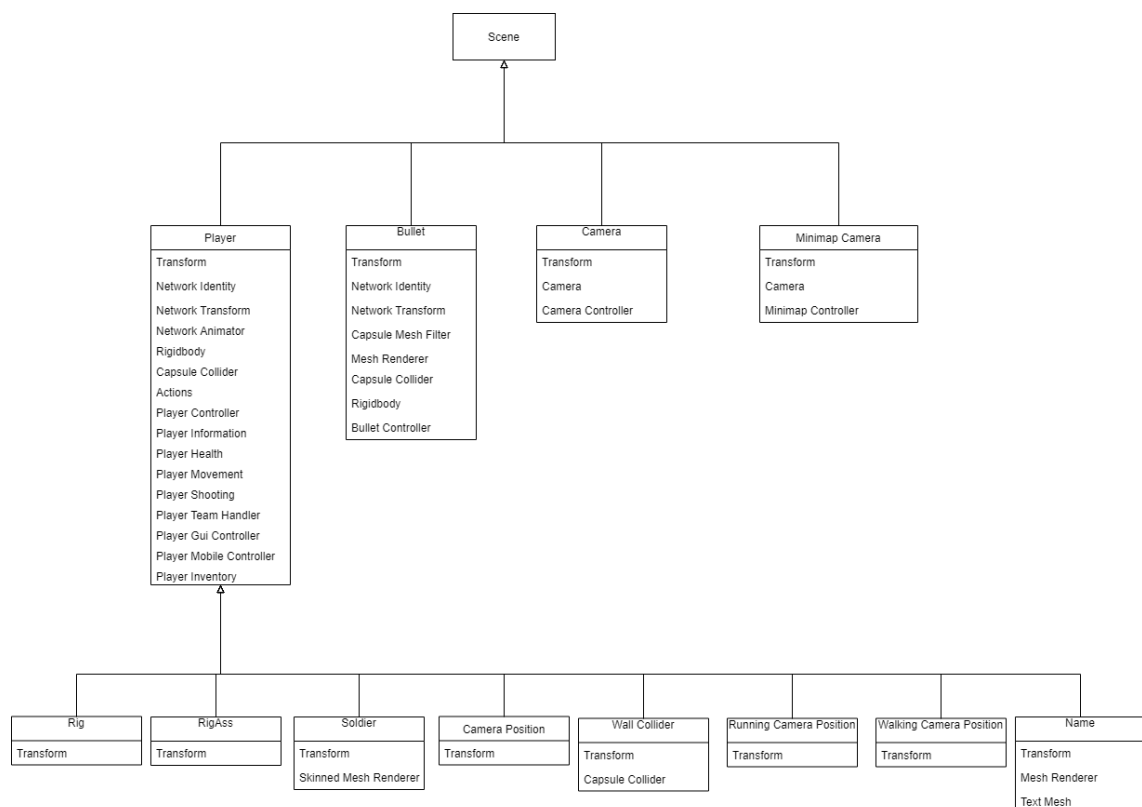 Scene
Player
Transform
Network Identity
Network Transform
Network Animator
Rigidbody
Capsule Collider
Actions
Player Controller
Player Information
Player Health
Player Movement
Player Shooting
Player Team Handler
Player Gui Controller
Player Mobile Controller
Player Inventory
Bullet
Transform
Network Identity
Network Transform
Capsule Mesh Filter
Mesh Renderer
Capsule Collider
Rigidbody
Bullet Controller
Camera
Transform
Camera
Camera Controller
Minimap Camera
Transform
Camera
Minimap Controller
Rig
Transform
RigAss
Transform
Soldier
Transform
Skinned Mesh Renderer
Camera Position
Transform
Wall Collider
Transform
Capsule Collider
Running Camera Position
Transform
Walking Camera Position
Transform
Name
Transform
Mesh Renderer
Text Mesh